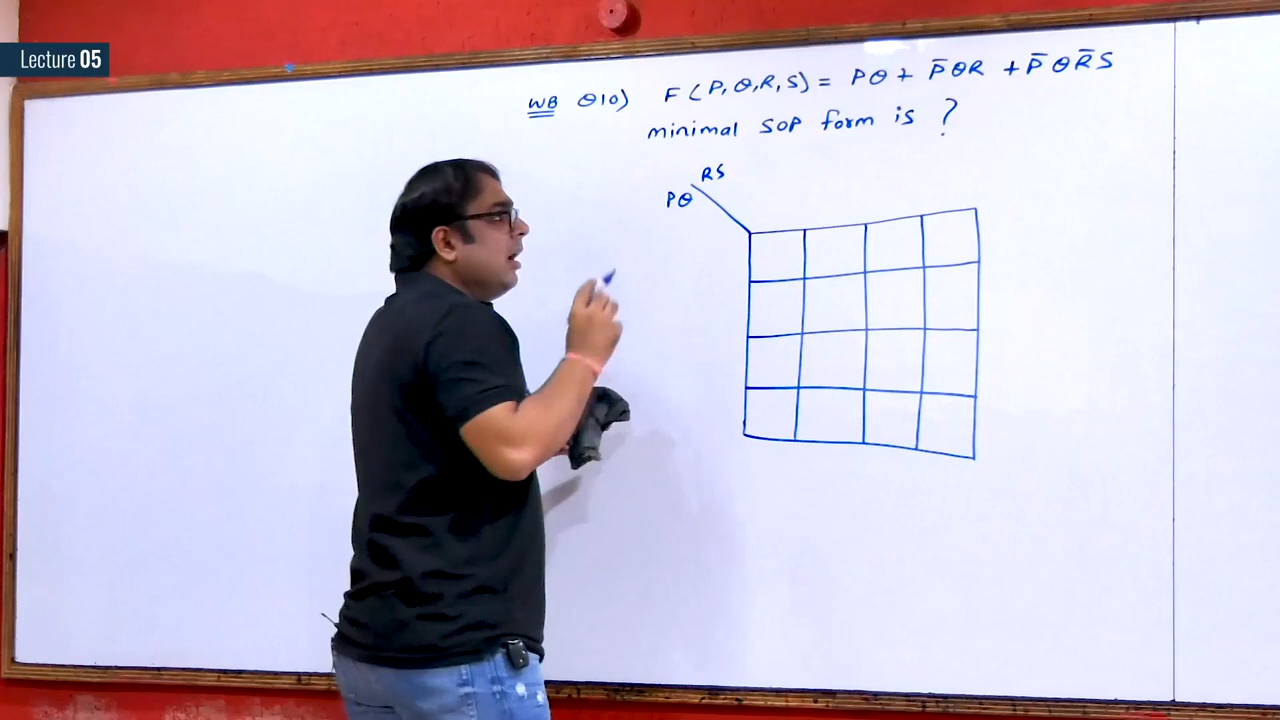 Lecture 05
WB Q10) F(P, Q, R, S) = PQ + P̄QR + P̄QR̄S
minimal SOP form is ?
RS
PQ